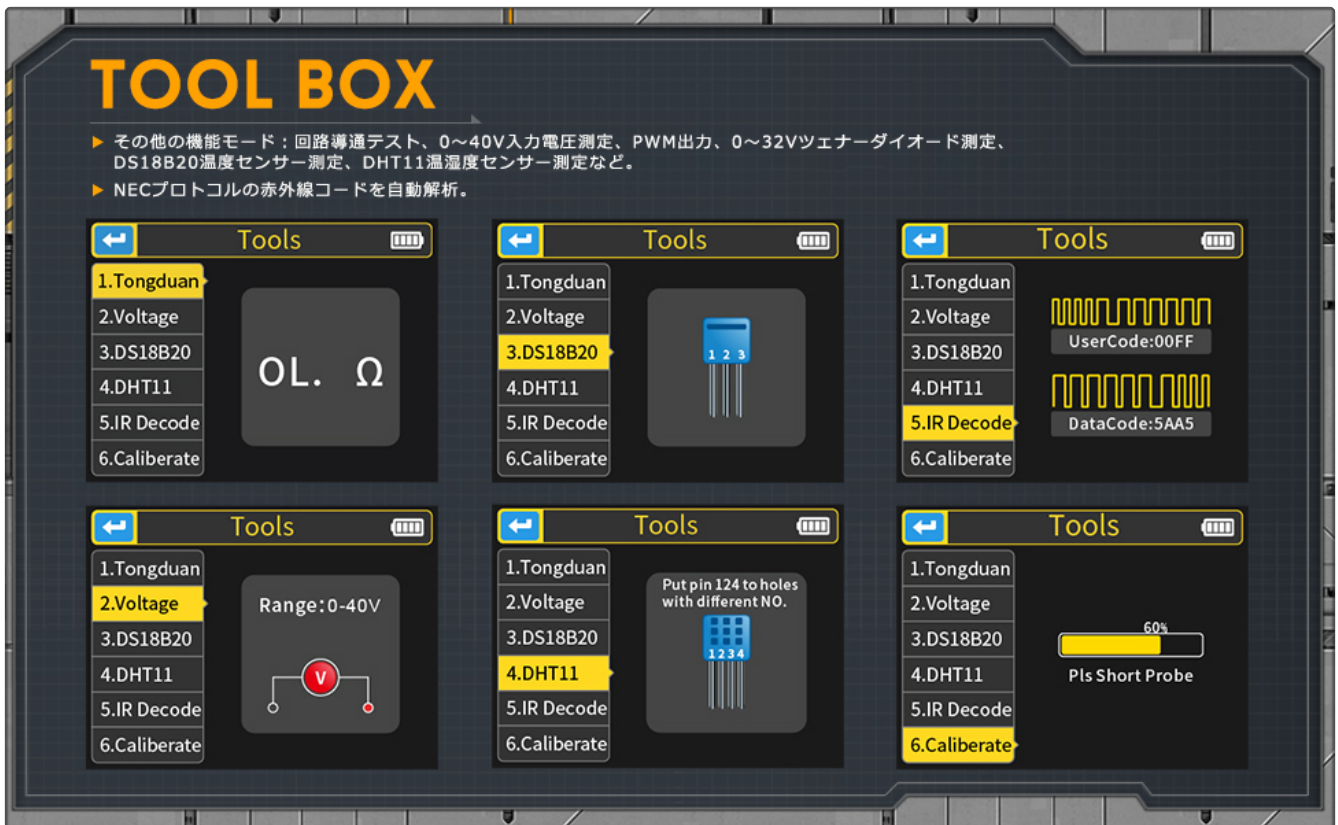 TOOL BOX
その他の機能モード：回路導通テスト、0～40V入力電圧測定、PWM出力、0～32Vツェナーダイオード測定、
DS18B20温度センサー測定、DHT11温湿度センサー測定など。
NECプロトコルの赤外線コードを自動解析。
Tools
1.Tongduan
2.Voltage
3.DS18B20
4.DHT11
5.IR Decode
6.Caliberate
OL. Ω
Tools
1.Tongduan
2.Voltage
3.DS18B20
4.DHT11
5.IR Decode
6.Caliberate
1 2 3
Tools
1.Tongduan
2.Voltage
3.DS18B20
4.DHT11
5.IR Decode
6.Caliberate
UserCode:00FF
DataCode:5AA5
Tools
1.Tongduan
2.Voltage
3.DS18B20
4.DHT11
5.IR Decode
6.Caliberate
Range:0-40V
V
Tools
1.Tongduan
2.Voltage
3.DS18B20
4.DHT11
5.IR Decode
6.Caliberate
Put pin 124 to holes
with different NO.
1234
Tools
1.Tongduan
2.Voltage
3.DS18B20
4.DHT11
5.IR Decode
6.Caliberate
60%
Pls Short Probe